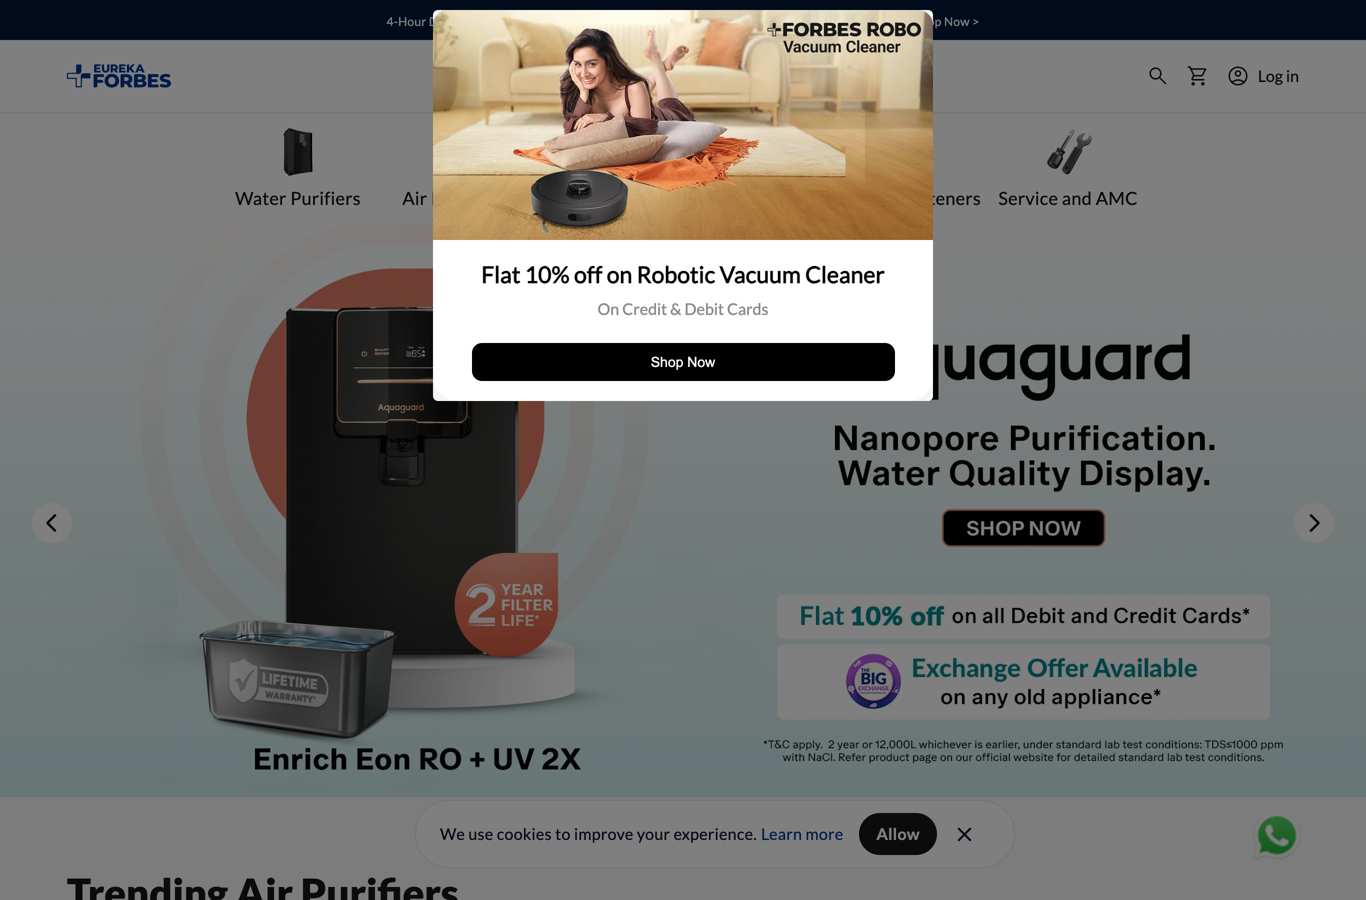 4-Hour
p Now >
EUREKA
FORBES
Log in
FORBES ROBO
Vacuum Cleaner
Water Purifiers
Air
teners
Service and AMC
Flat 10% off on Robotic Vacuum Cleaner
On Credit & Debit Cards
Shop Now
Aquaguard
quaguard
Nanopore Purification.
Water Quality Display.
SHOP NOW
2 YEAR
FILTER
LIFE*
LIFETIME
WARRANTY*
Flat 10% off on all Debit and Credit Cards*
THE
BIG
EXCHANGE
Exchange Offer Available
on any old appliance*
*T&C apply. 2 year or 12,000L whichever is earlier, under standard lab test conditions: TDS≤1000 ppm
with NaCl. Refer product page on our official website for detailed standard lab test conditions.
Enrich Eon RO + UV 2X
We use cookies to improve your experience. Learn more
Allow
Trending Air Purifiers